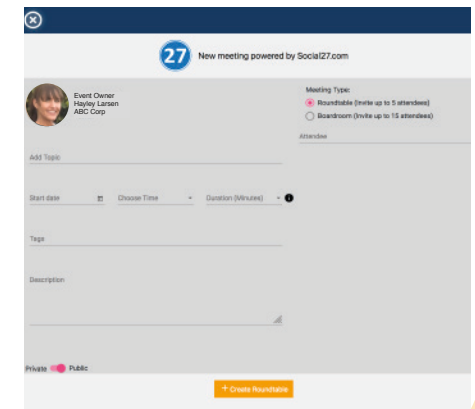 27 New meeting powered by Social27.com
Event Owner
Hayley Larsen
ABC Corp
Meeting Type:
Roundtable (Invite up to 5 attendees)
Boardroom (Invite up to 15 attendees)
Attendee
Add Topic
Start date Choose Time Duration (Minutes)
Tags
Description
Private Public
+ Create Roundtable